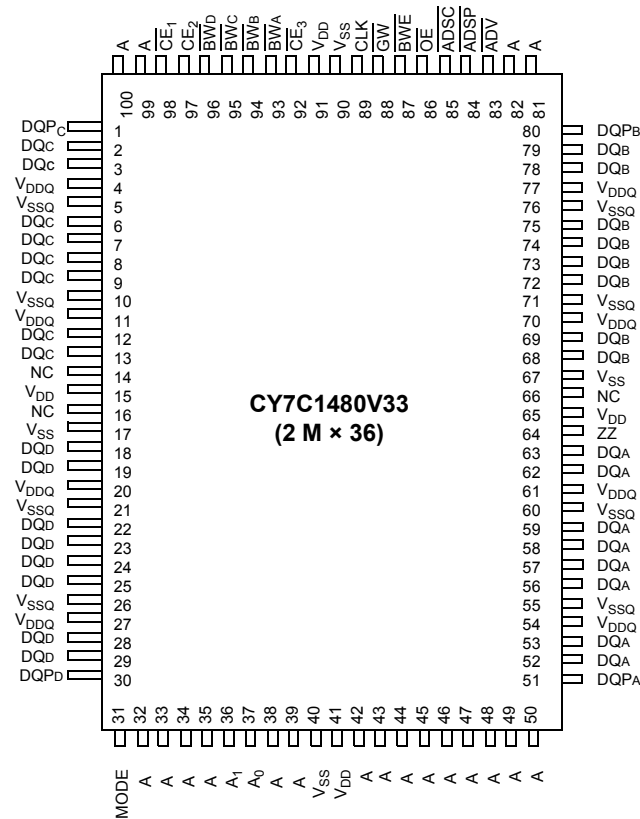 A A CE1 CE2 BWD BWC BWB BWA CE3 VDD VSS CLK GW BWE OE ADSC ADSP ADV A A
100 99 98 97 96 95 94 93 92 91 90 89 88 87 86 85 84 83 82 81
DQPC 1 80 DQPB
DQC 2 79 DQB
DQC 3 78 DQB
VDDQ 4 77 VDDQ
VSSQ 5 76 VSSQ
DQC 6 75 DQB
DQC 7 74 DQB
DQC 8 73 DQB
DQC 9 72 DQB
VSSQ 10 71 VSSQ
VDDQ 11 70 VDDQ
DQC 12 69 DQB
DQC 13 68 DQB
NC 14 67 VSS
VDD 15 66 NC
NC 16 65 VDD
VSS 17 64 ZZ
DQD 18 63 DQA
DQD 19 62 DQA
VDDQ 20 61 VDDQ
VSSQ 21 60 VSSQ
DQD 22 59 DQA
DQD 23 58 DQA
DQD 24 57 DQA
DQD 25 56 DQA
VSSQ 26 55 VSSQ
VDDQ 27 54 VDDQ
DQD 28 53 DQA
DQD 29 52 DQA
DQPD 30 51 DQPA
CY7C1480V33
(2 M × 36)
31 32 33 34 35 36 37 38 39 40 41 42 43 44 45 46 47 48 49 50
MODE A A A A A1 A0 A A VSS VDD A A A A A A A A A